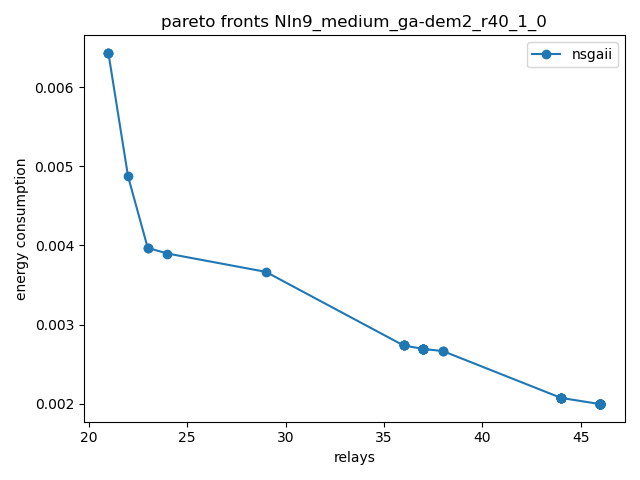 pareto fronts NIn9_medium_ga-dem2_r40_1_0
nsgaii
energy consumption
0.006
0.005
0.004
0.003
0.002
20 25 30 35 40 45
relays